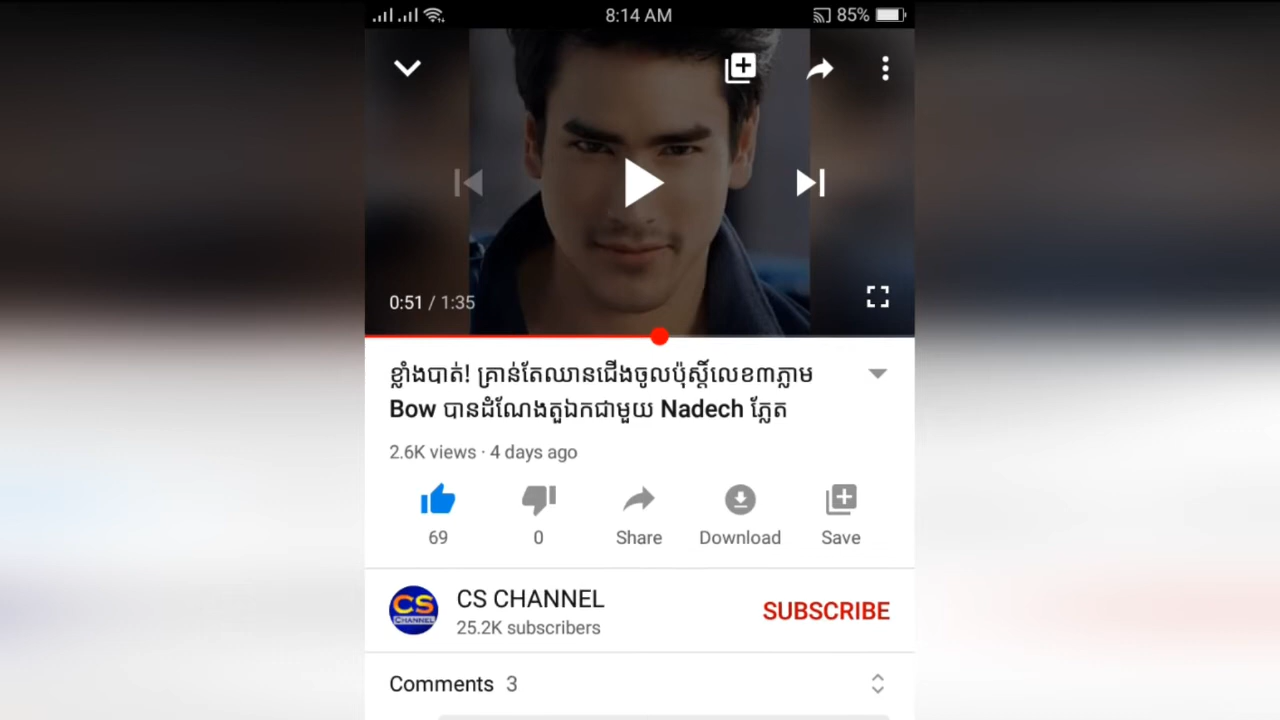 8:14 AM
85%
0:51 / 1:35
ខ្លាំងបាត់! គ្រាន់តែឈានជើងចូលប៉ុស្តិ៍លេខ៣ភ្លាម
Bow បានដំណែងតួឯកជាមួយ Nadech ភ្លែត
2.6K views · 4 days ago
69
0
Share
Download
Save
CS CHANNEL
CS
CHANNEL
25.2K subscribers
SUBSCRIBE
Comments 3